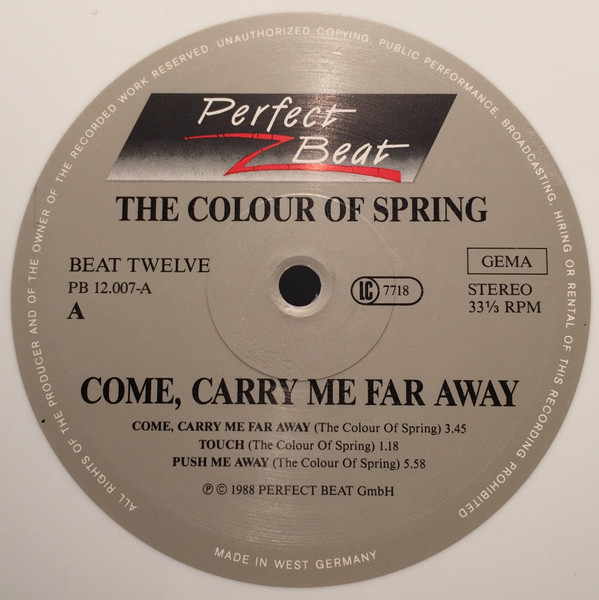 ALL RIGHTS OF THE PRODUCER AND OF THE OWNER OF THE RECORDED WORK RESERVED. UNAUTHORIZED COPYING, PUBLIC PERFORMANCE, BROADCASTING, HIRING OR RENTAL OF THIS RECORDING PROHIBITED
Perfect
Beat
THE COLOUR OF SPRING
BEAT TWELVE
PB 12.007-A
A
LC 7718
GEMA
STEREO
33⅓ RPM
COME, CARRY ME FAR AWAY
COME, CARRY ME FAR AWAY (The Colour Of Spring) 3.45
TOUCH (The Colour Of Spring) 1.18
PUSH ME AWAY (The Colour Of Spring) 5.58
℗ © 1988 PERFECT BEAT GmbH
MADE IN WEST GERMANY